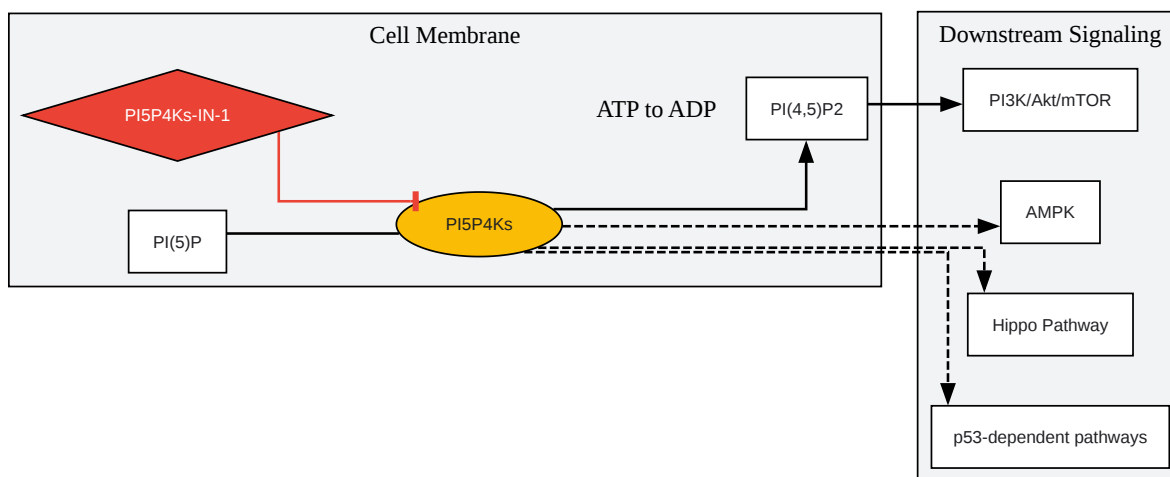 Cell Membrane
Downstream Signaling
PI5P4Ks-IN-1
ATP to ADP
PI(4,5)P2
PI3K/Akt/mTOR
PI(5)P
PI5P4Ks
AMPK
Hippo Pathway
p53-dependent pathways